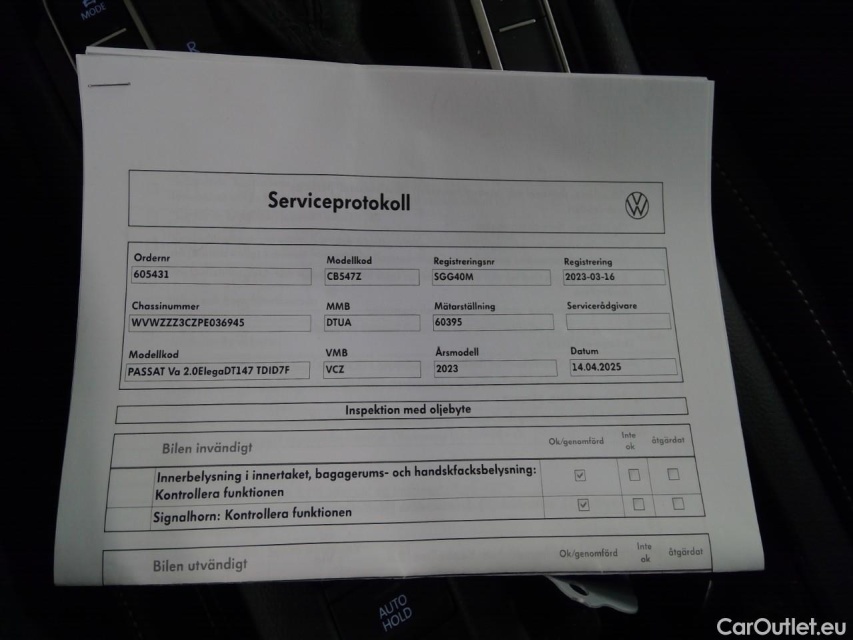 MODE
R
Serviceprotokoll
Ordernr
605431
Modellkod
CB547Z
Registreringsnr
SGG40M
Registrering
2023-03-16
Chassinummer
WVWZZZ3CZPE036945
MMB
DTUA
Mätarställning
60395
Servicerådgivare
Modellkod
PASSAT Va 2.0ElegaDT147 TDID7F
VMB
VCZ
Årsmodell
2023
Datum
14.04.2025
Inspektion med oljebyte
Bilen invändigt
Ok/genomförd
Inte
ok
åtgärdat
Innerbelysning i innertaket, bagagerums- och handskfacksbelysning:
Kontrollera funktionen
Signalhorn: Kontrollera funktionen
Bilen utvändigt
Ok/genomförd
Inte
ok
åtgärdat
AUTO
HOLD
CarOutlet.eu